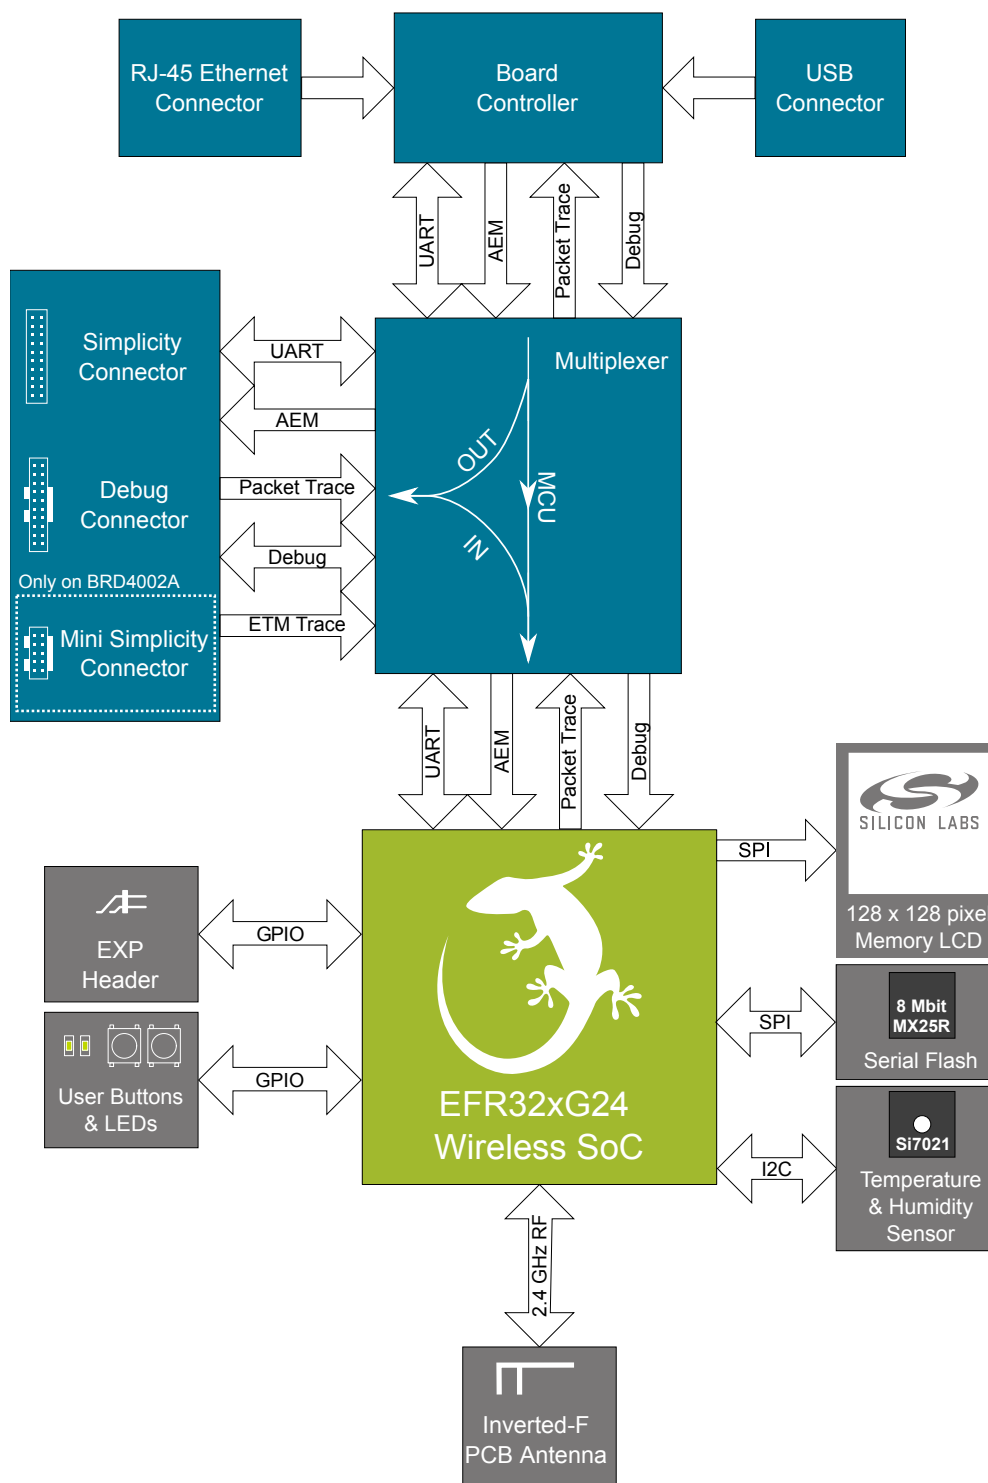 RJ-45 Ethernet
Connector
Board
Controller
USB
Connector
UART
AEM
Packet Trace
Debug
Simplicity
Connector
Debug
Connector
Only on BRD4002A
Mini Simplicity
Connector
UART
AEM
Packet Trace
Debug
ETM Trace
Multiplexer
OUT
MCU
IN
UART
AEM
Packet Trace
Debug
SILICON LABS
128 x 128 pixe
Memory LCD
SPI
EXP
Header
GPIO
User Buttons
& LEDs
GPIO
EFR32xG24
Wireless SoC
SPI
8 Mbit
MX25R
Serial Flash
I2C
Si7021
Temperature
& Humidity
Sensor
2.4 GHz RF
Inverted-F
PCB Antenna